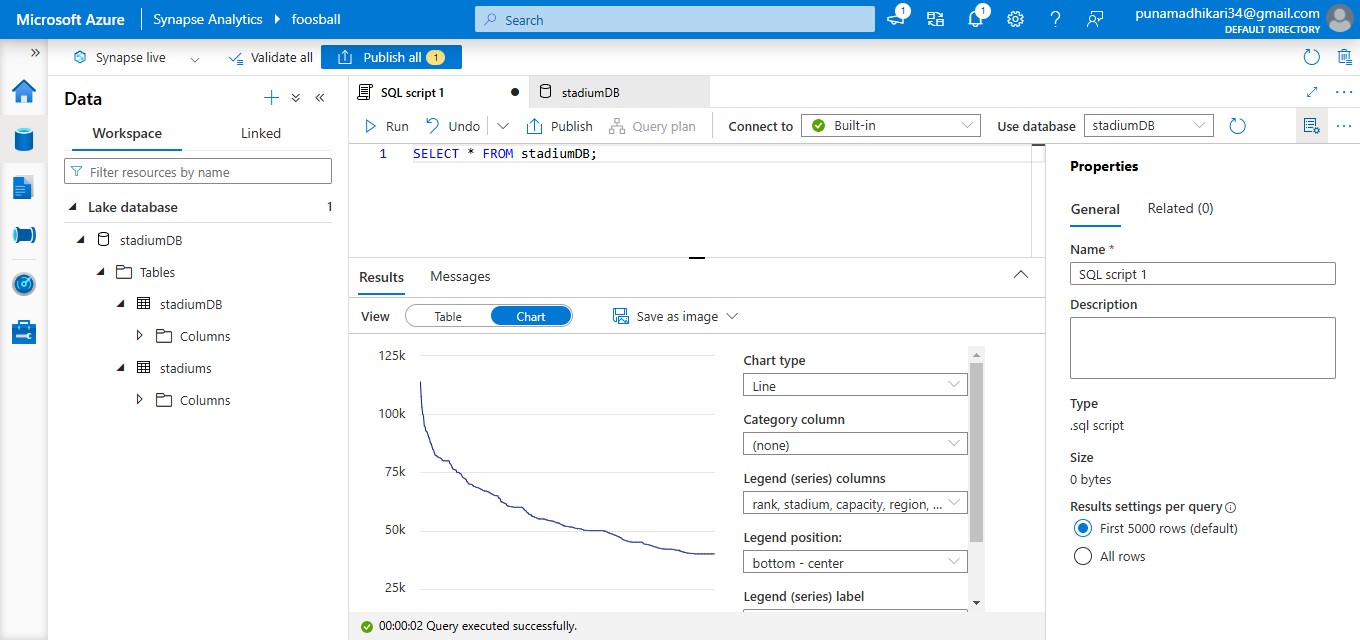 Microsoft Azure
Synapse Analytics
foosball
Search
1
1
punamadhikari34@gmail.com
DEFAULT DIRECTORY
Synapse live
Validate all
Publish all 1
Data
Workspace
Linked
Filter resources by name
Lake database 1
stadiumDB
Tables
stadiumDB
Columns
stadiums
Columns
SQL script 1
stadiumDB
Run
Undo
Publish
Query plan
Connect to
Built-in
Use database
stadiumDB
1 SELECT * FROM stadiumDB;
Results
Messages
View
Table
Chart
Save as image
125k
100k
75k
50k
25k
Chart type
Line
Category column
(none)
Legend (series) columns
rank, stadium, capacity, region, ...
Legend position:
bottom - center
Legend (series) label
00:00:02 Query executed successfully.
Properties
General
Related (0)
Name *
SQL script 1
Description
Type
.sql script
Size
0 bytes
Results settings per query
First 5000 rows (default)
All rows